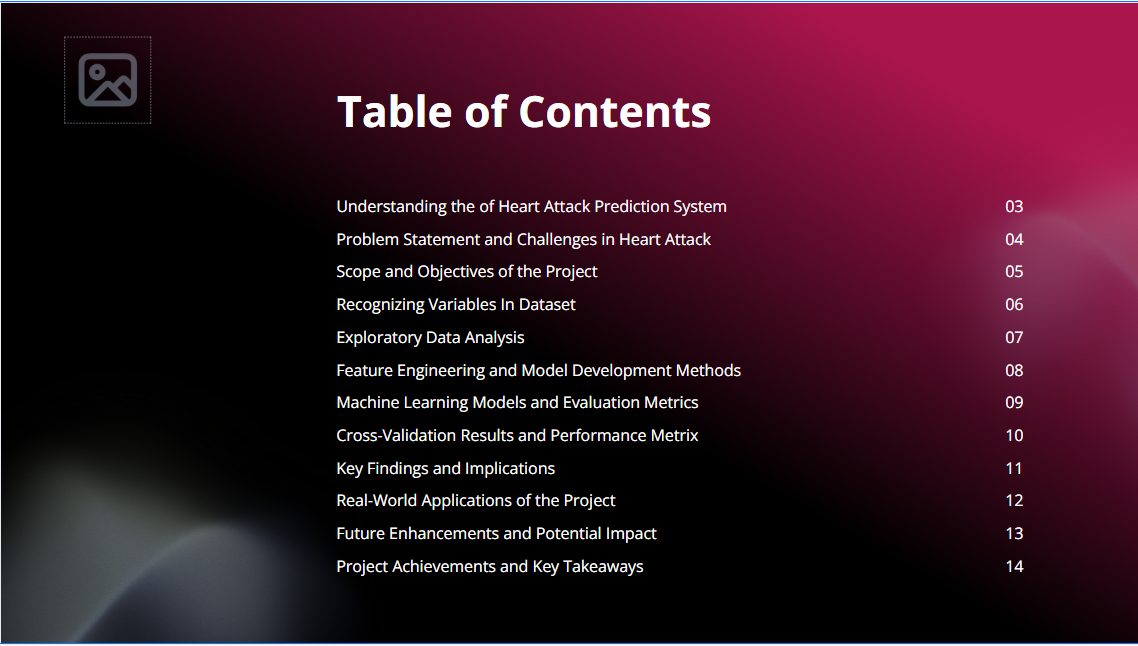 Table of Contents
Understanding the of Heart Attack Prediction System 03
Problem Statement and Challenges in Heart Attack 04
Scope and Objectives of the Project 05
Recognizing Variables In Dataset 06
Exploratory Data Analysis 07
Feature Engineering and Model Development Methods 08
Machine Learning Models and Evaluation Metrics 09
Cross-Validation Results and Performance Metrix 10
Key Findings and Implications 11
Real-World Applications of the Project 12
Future Enhancements and Potential Impact 13
Project Achievements and Key Takeaways 14